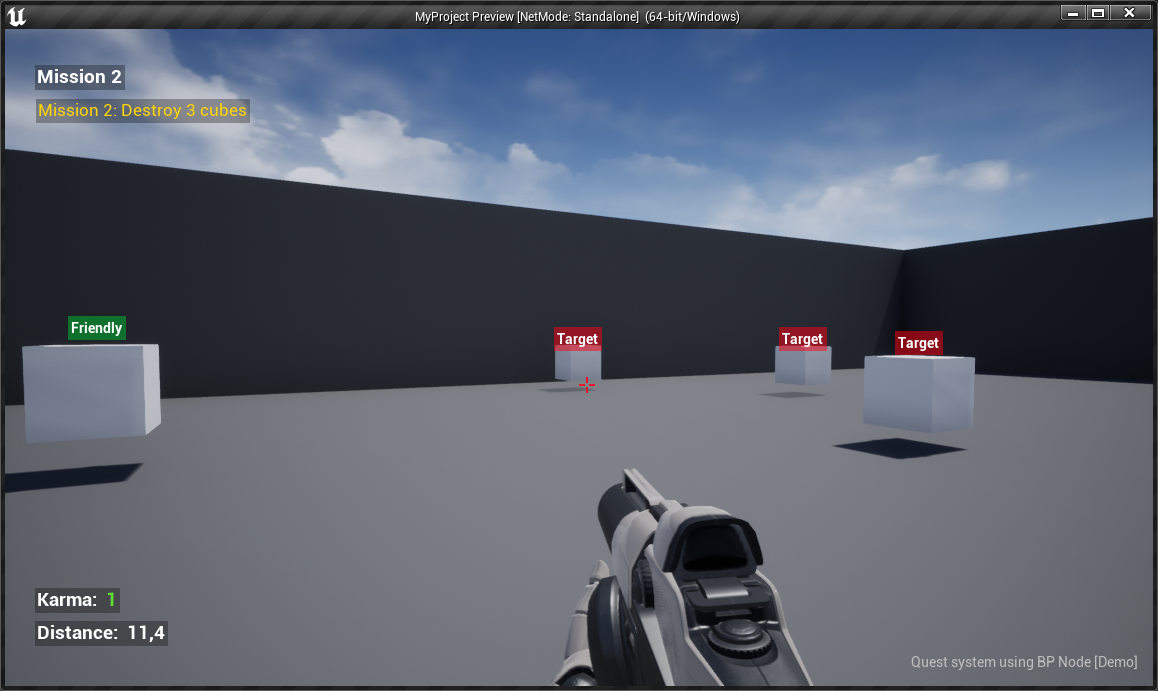 MyProject Preview [NetMode: Standalone] (64-bit/Windows)
Mission 2
Mission 2: Destroy 3 cubes
Friendly
Target
Target
Target
Karma: 1
Distance: 11,4
Quest system using BP Node [Demo]